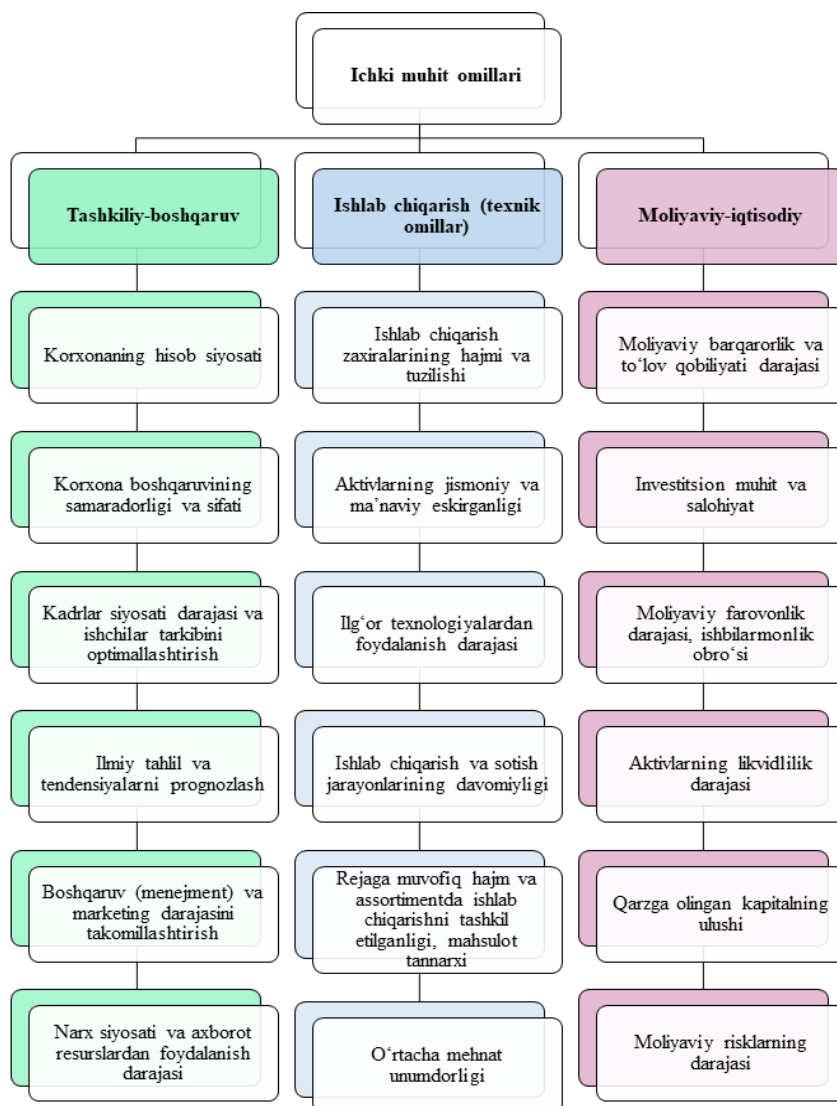 Ichki muhit omillari
Tashkiliy-boshqaruv
Korxonaning hisob siyosati
Korxona boshqaruvining
samaradorligi va sifati
Kadrlar siyosati darajasi va
ishchilar tarkibini
optimallashtirish
Ilmiy tahlil va
tendensiyalarni prognozlash
Boshqaruv (menejment) va
marketing darajasini
takomillashtirish
Narx siyosati va axborot
resurslardan foydalanish
darajasi
Ishlab chiqarish (texnik
omillar)
Ishlab chiqarish
zaxiralarining hajmi va
tuzilishi
Aktivlarning jismoniy va
ma’naviy eskirganligi
Ilg‘or texnologiyalardan
foydalanish darajasi
Ishlab chiqarish va sotish
jarayonlarining davomiyligi
Rejaga muvofiq hajm va
assortimentda ishlab
chiqarishni tashkil
etilganligi, mahsulot
tannarxi
O‘rtacha mehnat
unumdorligi
Moliyaviy-iqtisodiy
Moliyaviy barqarorlik va
to‘lov qobiliyati darajasi
Investitsion muhit va
salohiyat
Moliyaviy farovonlik
darajasi, ishbilarmonlik
obro‘si
Aktivlarning likvidlilik
darajasi
Qarzga olingan kapitalning
ulushi
Moliyaviy risklarning
darajasi